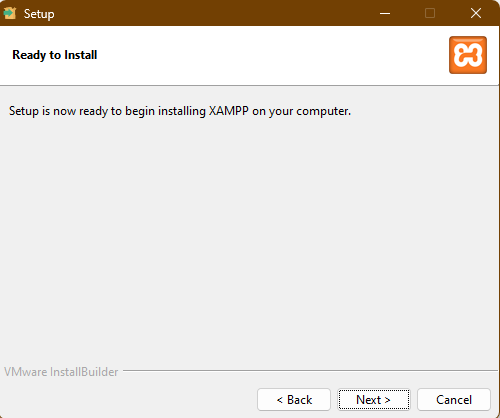 Setup
Ready to Install
Setup is now ready to begin installing XAMPP on your computer.
VMware InstallBuilder
< Back
Next >
Cancel